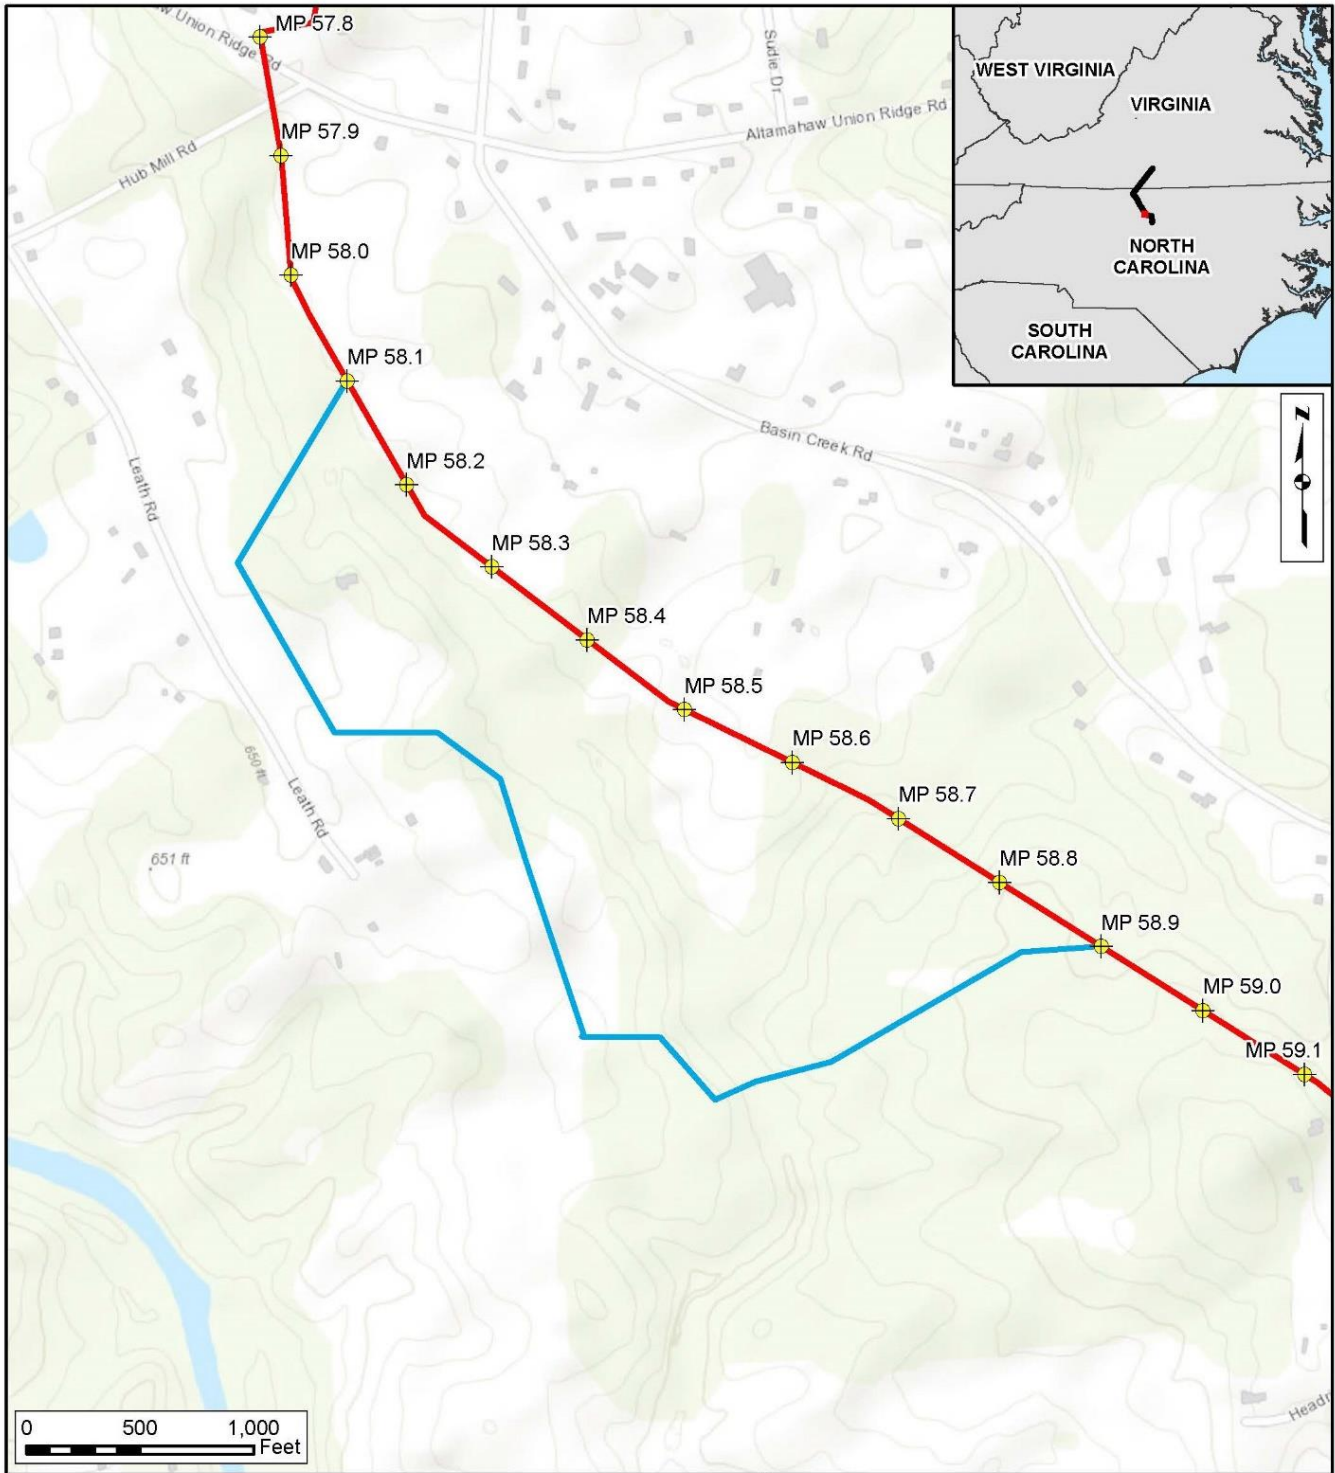 MP 57.8
w Union Ridge Rd
Sudie Dr
WEST VIRGINIA
VIRGINIA
Altamahaw Union Ridge Rd
MP 57.9
Hub Mill Rd
MP 58.0
NORTH
CAROLINA
SOUTH
CAROLINA
MP 58.1
N
Basin Creek Rd
MP 58.2
Leath Rd
MP 58.3
MP 58.4
MP 58.5
MP 58.6
650 ft
Leath Rd
MP 58.7
651 ft
MP 58.8
MP 58.9
MP 59.0
MP 59.1
Headr
0 500 1,000
Feet